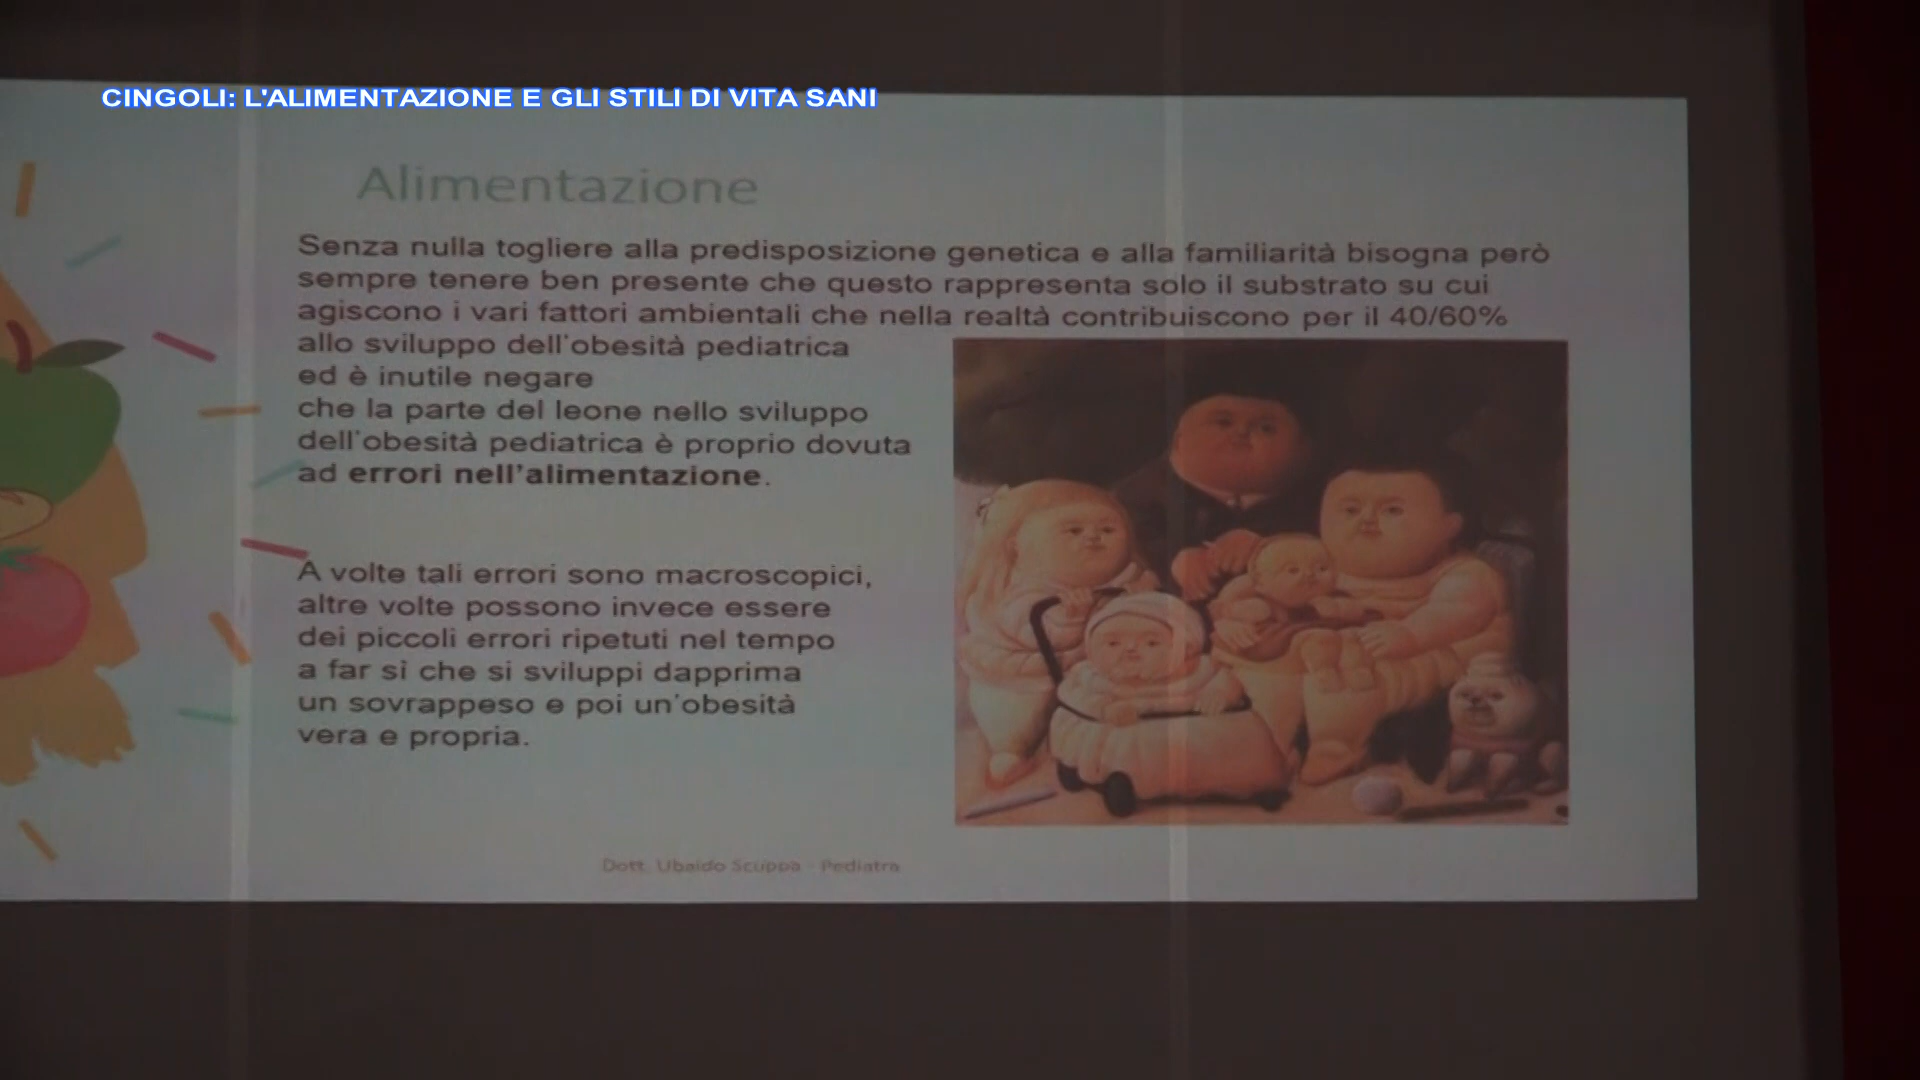 CINGOLI: L'ALIMENTAZIONE E GLI STILI DI VITA SANI
Alimentazione
Senza nulla togliere alla predisposizione genetica e alla familiarità bisogna però
sempre tenere ben presente che questo rappresenta solo il substrato su cui
agiscono i vari fattori ambientali che nella realtà contribuiscono per il 40/60%
allo sviluppo dell'obesità pediatrica
ed è inutile negare
che la parte del leone nello sviluppo
dell'obesità pediatrica è proprio dovuta
ad errori nell'alimentazione.
A volte tali errori sono macroscopici,
altre volte possono invece essere
dei piccoli errori ripetuti nel tempo
a far sì che si sviluppi dapprima
un sovrappeso e poi un'obesità
vera e propria.
Dott. Ubaldo Scuppa - Pediatra